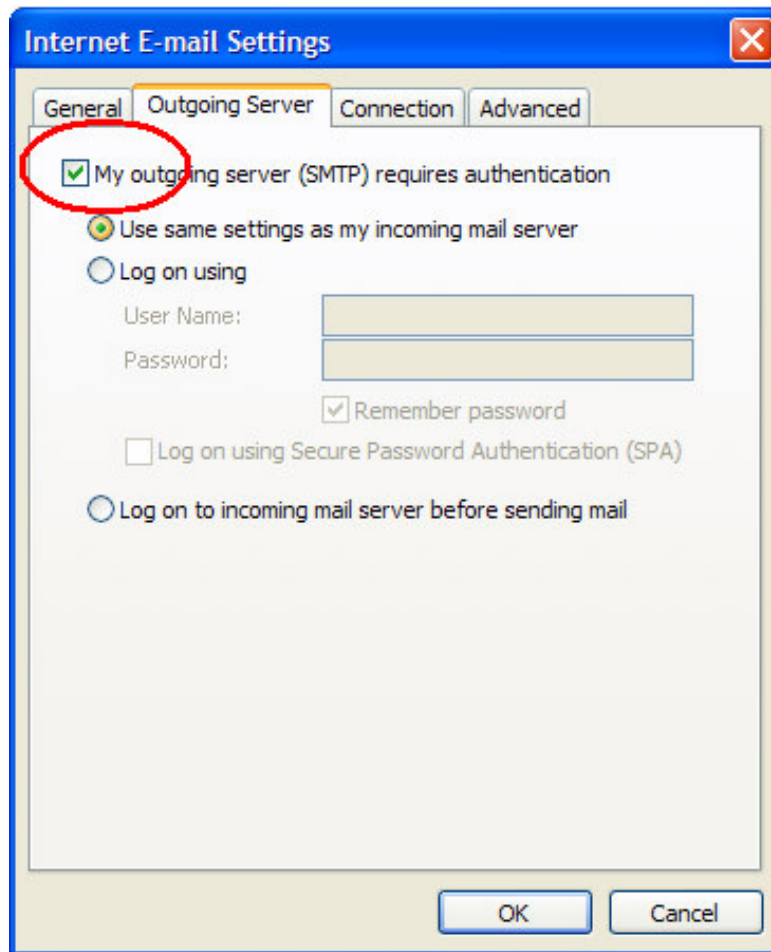 Internet E-mail Settings
General Outgoing Server Connection Advanced
My outgoing server (SMTP) requires authentication
Use same settings as my incoming mail server
Log on using
User Name:
Password:
Remember password
Log on using Secure Password Authentication (SPA)
Log on to incoming mail server before sending mail
OK Cancel